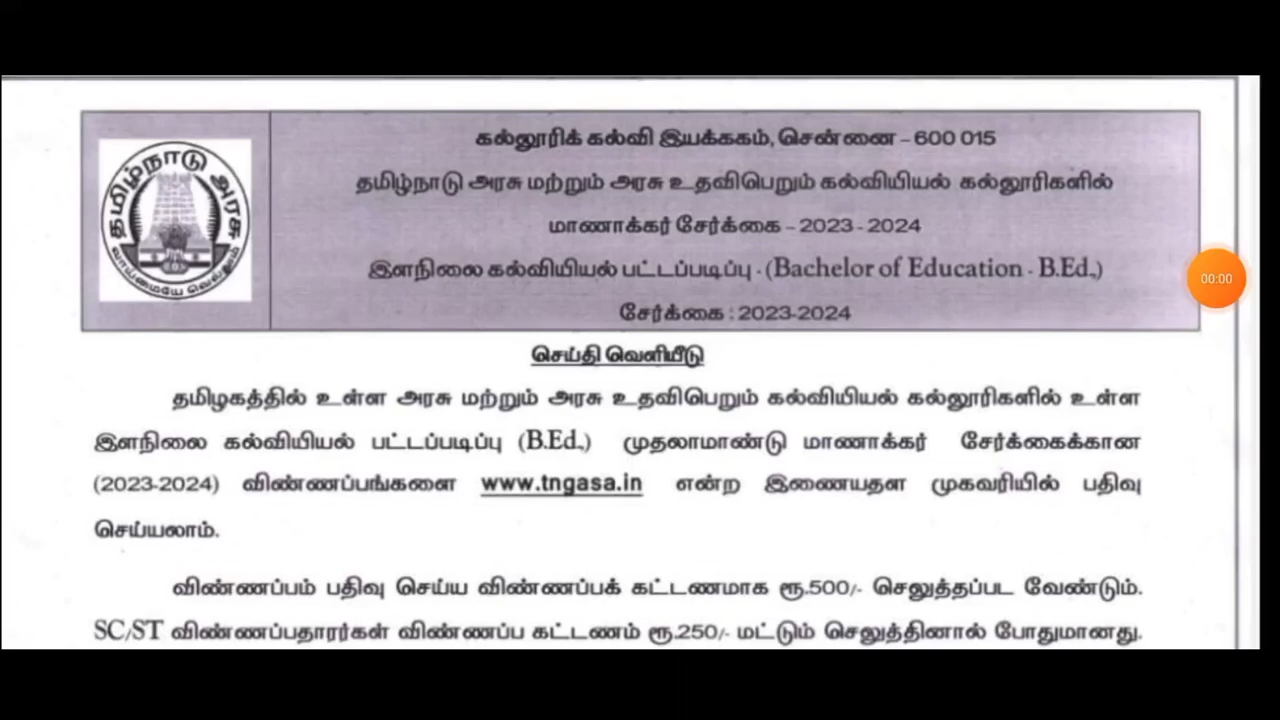 தமிழ்நாடு அரசு
வாய்மையே வெல்லும்
கல்லூரிக் கல்வி இயக்ககம், சென்னை – 600 015
தமிழ்நாடு அரசு மற்றும் அரசு உதவிபெறும் கல்வியியல் கல்லூரிகளில்
மாணாக்கர் சேர்க்கை – 2023 - 2024
இளநிலை கல்வியியல் பட்டப்படிப்பு - (Bachelor of Education - B.Ed.,)
சேர்க்கை : 2023-2024
00:00
செய்தி வெளியீடு
தமிழகத்தில் உள்ள அரசு மற்றும் அரசு உதவிபெறும் கல்வியியல் கல்லூரிகளில் உள்ள
இளநிலை கல்வியியல் பட்டப்படிப்பு (B.Ed.,) முதலாமாண்டு மாணாக்கர் சேர்க்கைக்கான
(2023-2024) விண்ணப்பங்களை www.tngasa.in என்ற இணையதள முகவரியில் பதிவு
செய்யலாம்.
விண்ணப்பம் பதிவு செய்ய விண்ணப்பக் கட்டணமாக ரூ.500/- செலுத்தப்பட வேண்டும்.
SC/ST விண்ணப்பதாரர்கள் விண்ணப்ப கட்டணம் ரூ.250/- மட்டும் செலுத்தினால் போதுமானது.